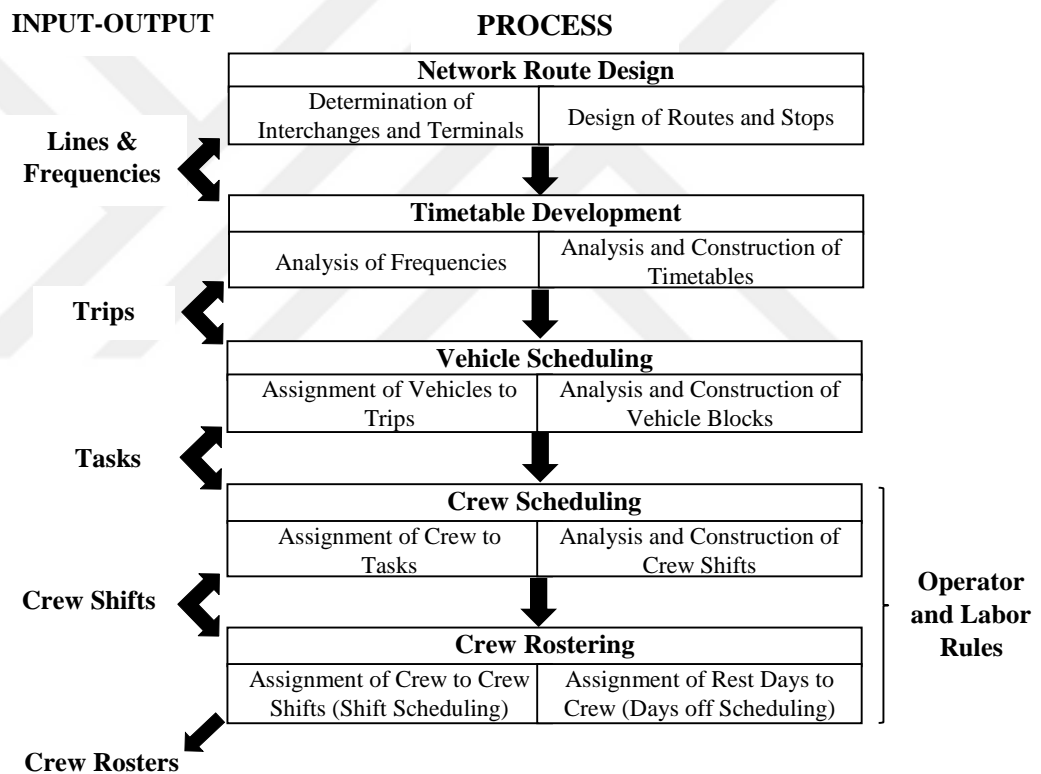 INPUT-OUTPUT
PROCESS
Network Route Design
Determination of
Interchanges and Terminals
Design of Routes and Stops
Lines &
Frequencies
Timetable Development
Analysis of Frequencies
Analysis and Construction of
Timetables
Trips
Vehicle Scheduling
Assignment of Vehicles to
Trips
Analysis and Construction of
Vehicle Blocks
Tasks
Crew Scheduling
Assignment of Crew to
Tasks
Analysis and Construction of
Crew Shifts
Crew Shifts
Operator
and Labor
Rules
Crew Rostering
Assignment of Crew to Crew
Shifts (Shift Scheduling)
Assignment of Rest Days to
Crew (Days off Scheduling)
Crew Rosters